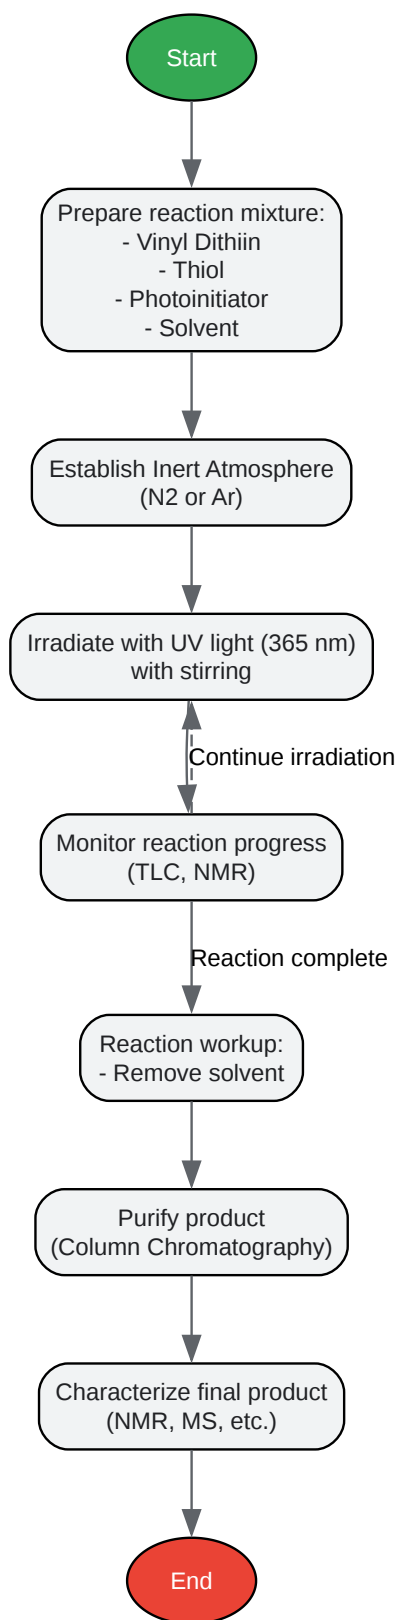 Start
Prepare reaction mixture:
- Vinyl Dithiin
- Thiol
- Photoinitiator
- Solvent
Establish Inert Atmosphere
(N2 or Ar)
Irradiate with UV light (365 nm)
with stirring
Continue irradiation
Monitor reaction progress
(TLC, NMR)
Reaction complete
Reaction workup:
- Remove solvent
Purify product
(Column Chromatography)
Characterize final product
(NMR, MS, etc.)
End